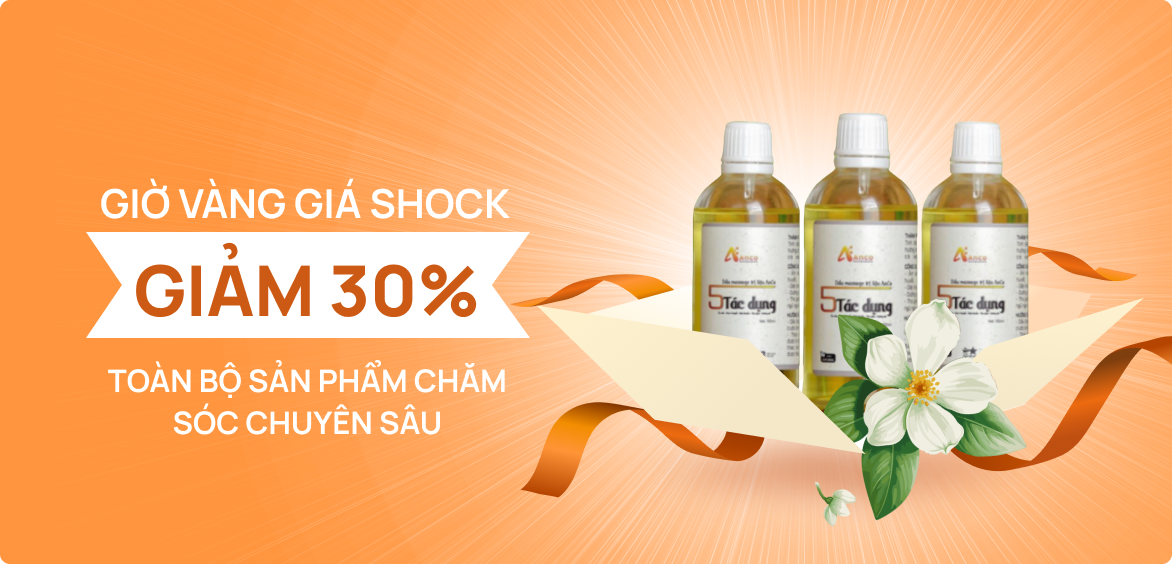 GIỜ VÀNG GIÁ SHOCK
GIẢM 30%
TOÀN BỘ SẢN PHẨM CHĂM
SÓC CHUYÊN SÂU
5 Tác dụng
5 Tác dụng
5 Tác dụng